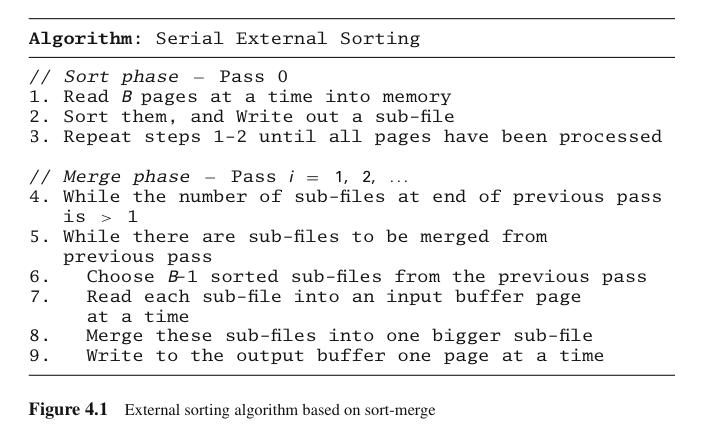 Algorithm: Serial External Sorting
// Sort phase – Pass 0
1. Read B pages at a time into memory
2. Sort them, and Write out a sub-file
3. Repeat steps 1-2 until all pages have been processed
// Merge phase – Pass i = 1, 2, ...
4. While the number of sub-files at end of previous pass
is > 1
5. While there are sub-files to be merged from
previous pass
6. Choose B-1 sorted sub-files from the previous pass
7. Read each sub-file into an input buffer page
at a time
8. Merge these sub-files into one bigger sub-file
9. Write to the output buffer one page at a time
Figure 4.1 External sorting algorithm based on sort-merge